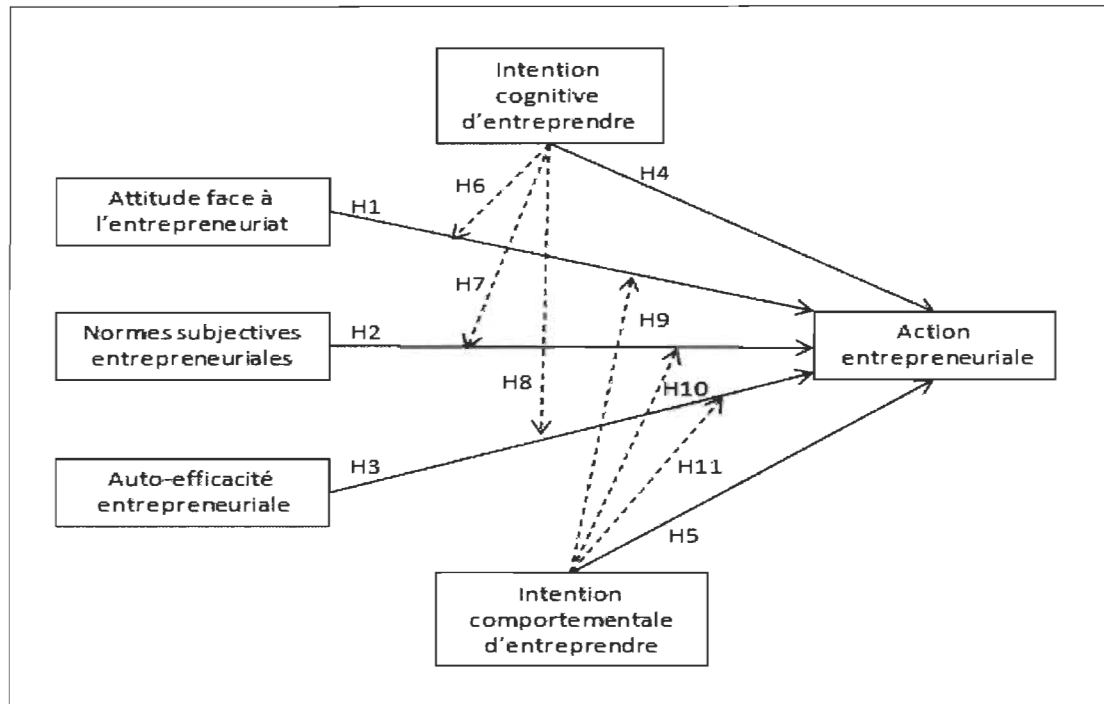 Intention
cognitive
d'entreprendre
H4
H6
Attitude face à
l'entrepreneuriat
H1
H7
H9
Normes subjectives
entrepreneuriales
H2
Action
entrepreneuriale
H8
H10
H3
Auto-efficacité
entrepreneuriale
H11
H5
Intention
comportementale
d'entreprendre